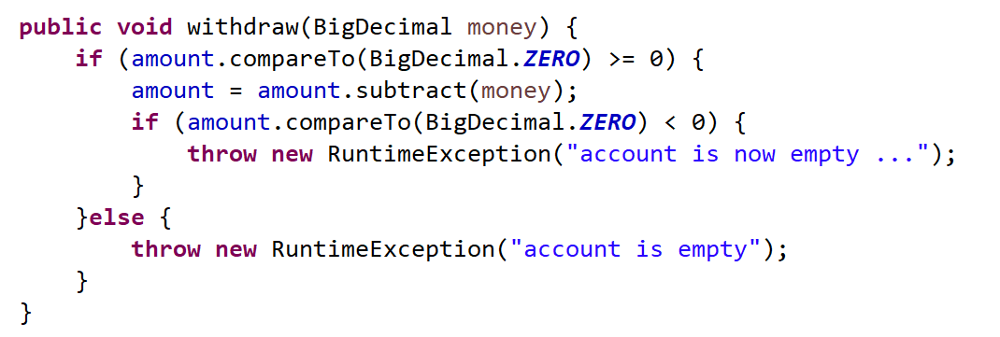 public void withdraw(BigDecimal money) {
    if (amount.compareTo(BigDecimal.ZERO) >= 0) {
        amount = amount.subtract(money);
        if (amount.compareTo(BigDecimal.ZERO) < 0) {
            throw new RuntimeException("account is now empty ...");
        }
    }else {
        throw new RuntimeException("account is empty");
    }
}